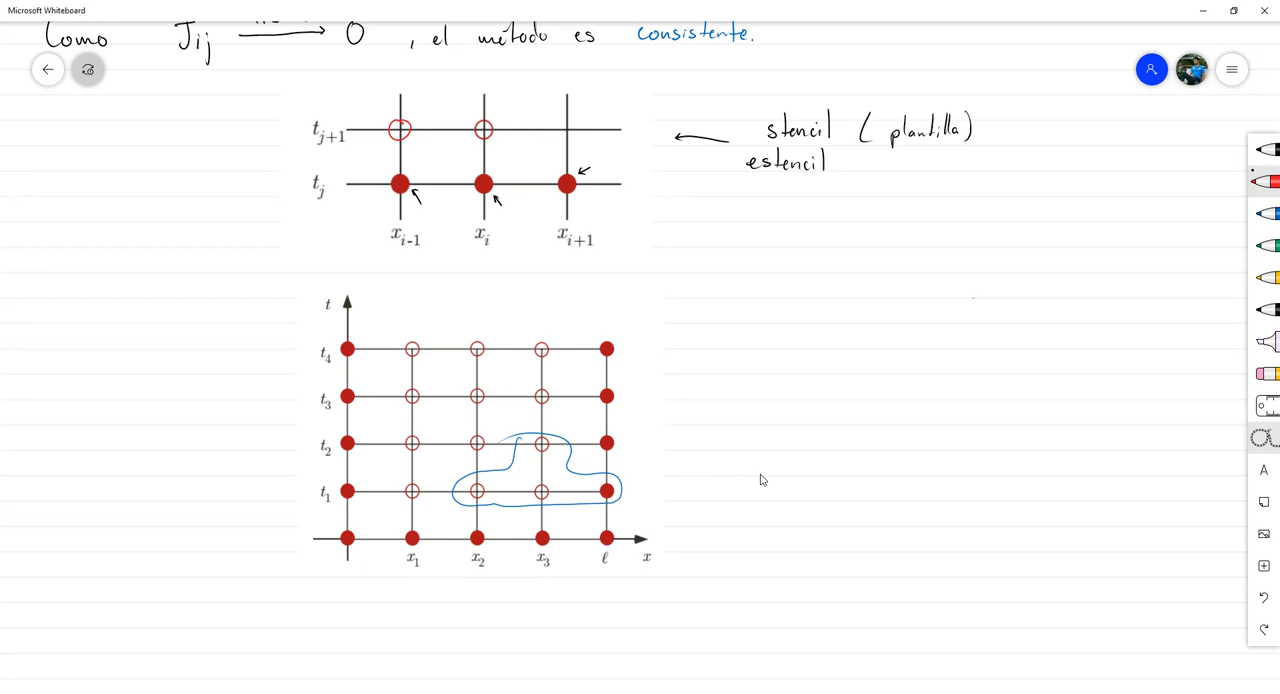 Microsoft Whiteboard
Como Jij → 0 , el método es consistente.
t_{j+1}
← stencil (plantilla)
estencil
t_j
x_{i-1} x_i x_{i+1}
t
t_4
t_3
t_2
t_1
x_1 x_2 x_3 ℓ x
A